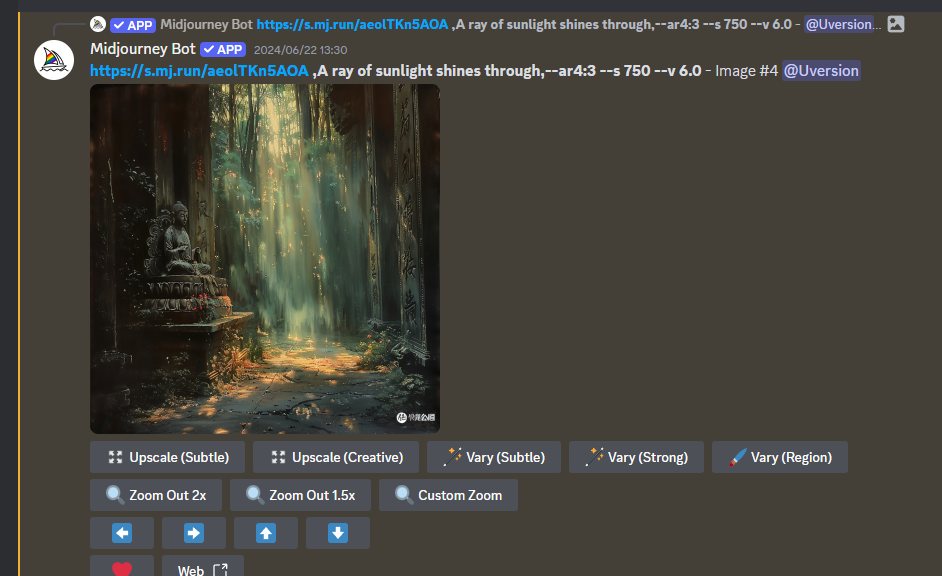 APP Midjourney Bot https://s.mj.run/aeolTKn5AOA ,A ray of sunlight shines through,--ar4:3 --s 750 --v 6.0 - @Uversion...
Midjourney Bot APP 2024/06/22 13:30
https://s.mj.run/aeolTKn5AOA ,A ray of sunlight shines through,--ar4:3 --s 750 --v 6.0 - Image #4 @Uversion
Upscale (Subtle) Upscale (Creative) Vary (Subtle) Vary (Strong) Vary (Region)
Zoom Out 2x Zoom Out 1.5x Custom Zoom
Web